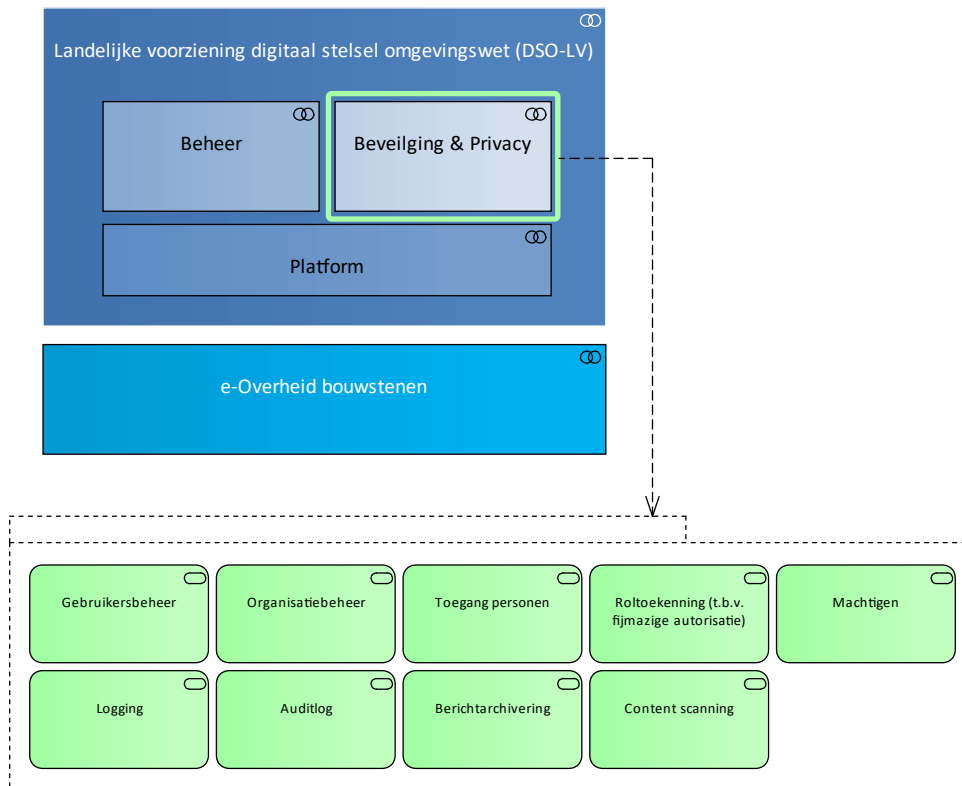 Landelijke voorziening digitaal stelsel omgevingswet (DSO-LV)
Beheer
Beveilging & Privacy
Platform
e-Overheid bouwstenen
Gebruikersbeheer
Organisatiebeheer
Toegang personen
Roltoekenning (t.b.v.
fijmazige autorisatie)
Machtigen
Logging
Auditlog
Berichtarchivering
Content scanning